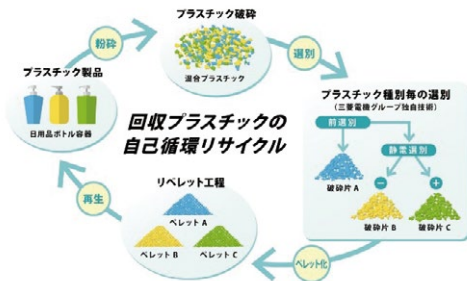 粉砕
プラスチック破砕
混合プラスチック
選別
プラスチック製品
日用品ボトル容器
回収プラスチックの
自己循環リサイクル
プラスチック種別毎の選別
(三菱電機グループ独自技術)
前選別
静電選別
破砕片 A
破砕片 B
破砕片 C
ペレット化
リペレット工程
ペレット A
ペレット B
ペレット C
再生